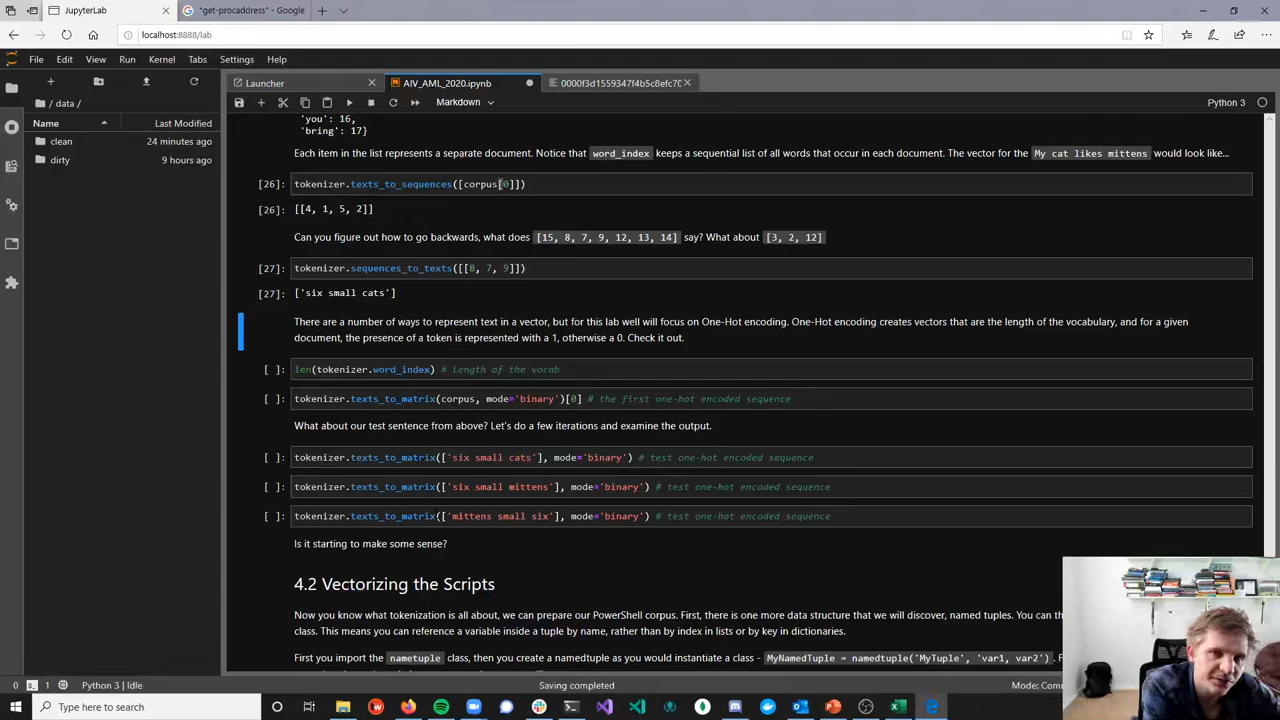 JupyterLab
"get-procaddress" - Google
localhost:8888/lab
File Edit View Run Kernel Tabs Settings Help
Launcher
AIV_AML_2020.ipynb
0000f3d1559347f4b5c8efc7(
Markdown
Python 3
/ data /
Name
Last Modified
clean
24 minutes ago
dirty
9 hours ago
'you': 16,
'bring': 17}
Each item in the list represents a separate document. Notice that word_index keeps a sequential list of all words that occur in each document. The vector for the My cat likes mittens would look like...
[26]: tokenizer.texts_to_sequences([corpus[0]])
[26]: [[4, 1, 5, 2]]
Can you figure out how to go backwards, what does [15, 8, 7, 9, 12, 13, 14] say? What about [3, 2, 12]
[27]: tokenizer.sequences_to_texts([[8, 7, 9]])
[27]: ['six small cats']
There are a number of ways to represent text in a vector, but for this lab well will focus on One-Hot encoding. One-Hot encoding creates vectors that are the length of the vocabulary, and for a given
document, the presence of a token is represented with a 1, otherwise a 0. Check it out.
[ ]: len(tokenizer.word_index) # length of the vocab
[ ]: tokenizer.texts_to_matrix(corpus, mode='binary')[0] # the first one-hot encoded sequence
What about our test sentence from above? Let's do a few iterations and examine the output.
[ ]: tokenizer.texts_to_matrix(['six small cats'], mode='binary') # test one-hot encoded sequence
[ ]: tokenizer.texts_to_matrix(['six small mittens'], mode='binary') # test one-hot encoded sequence
[ ]: tokenizer.texts_to_matrix(['mittens small six'], mode='binary') # test one-hot encoded sequence
Is it starting to make some sense?
4.2 Vectorizing the Scripts
Now you know what tokenization is all about, we can prepare our PowerShell corpus. First, there is one more data structure that we will discover, named tuples. You can th
class. This means you can reference a variable inside a tuple by name, rather than by index in lists or by key in dictionaries.
First you import the nametuple class, then you create a namedtuple as you would instantiate a class - MyNamedTuple = namedtuple('MyTuple', 'var1, var2') . F
0 1 Python 3 | Idle
Saving completed
Mode: Com
Type here to search